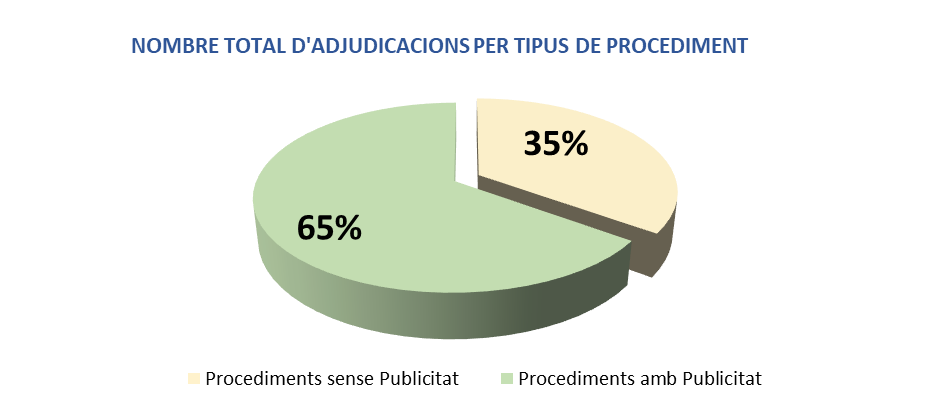 NOMBRE TOTAL D'ADJUDICACIONS PER TIPUS DE PROCEDIMENT
35%
65%
Procediments sense Publicitat
Procediments amb Publicitat